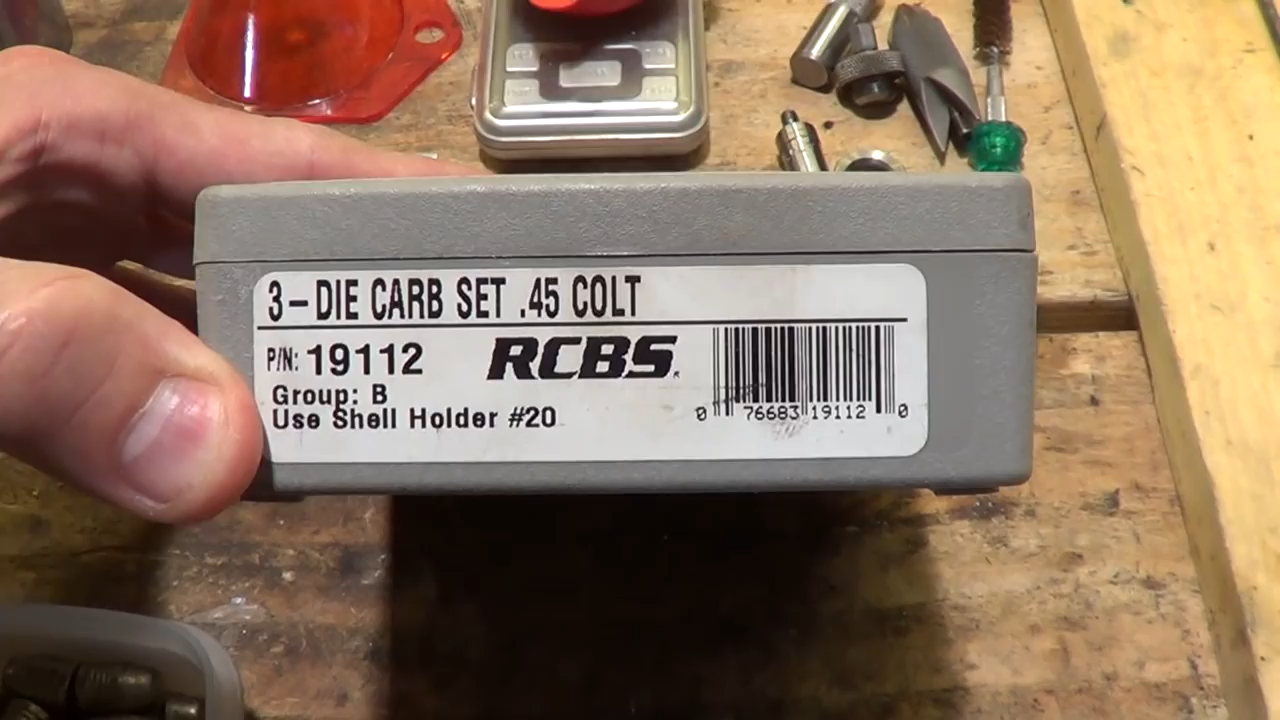 3-DIE CARB SET .45 COLT
P/N: 19112
RCBS
Group: B
Use Shell Holder #20
0 76683 19112 0